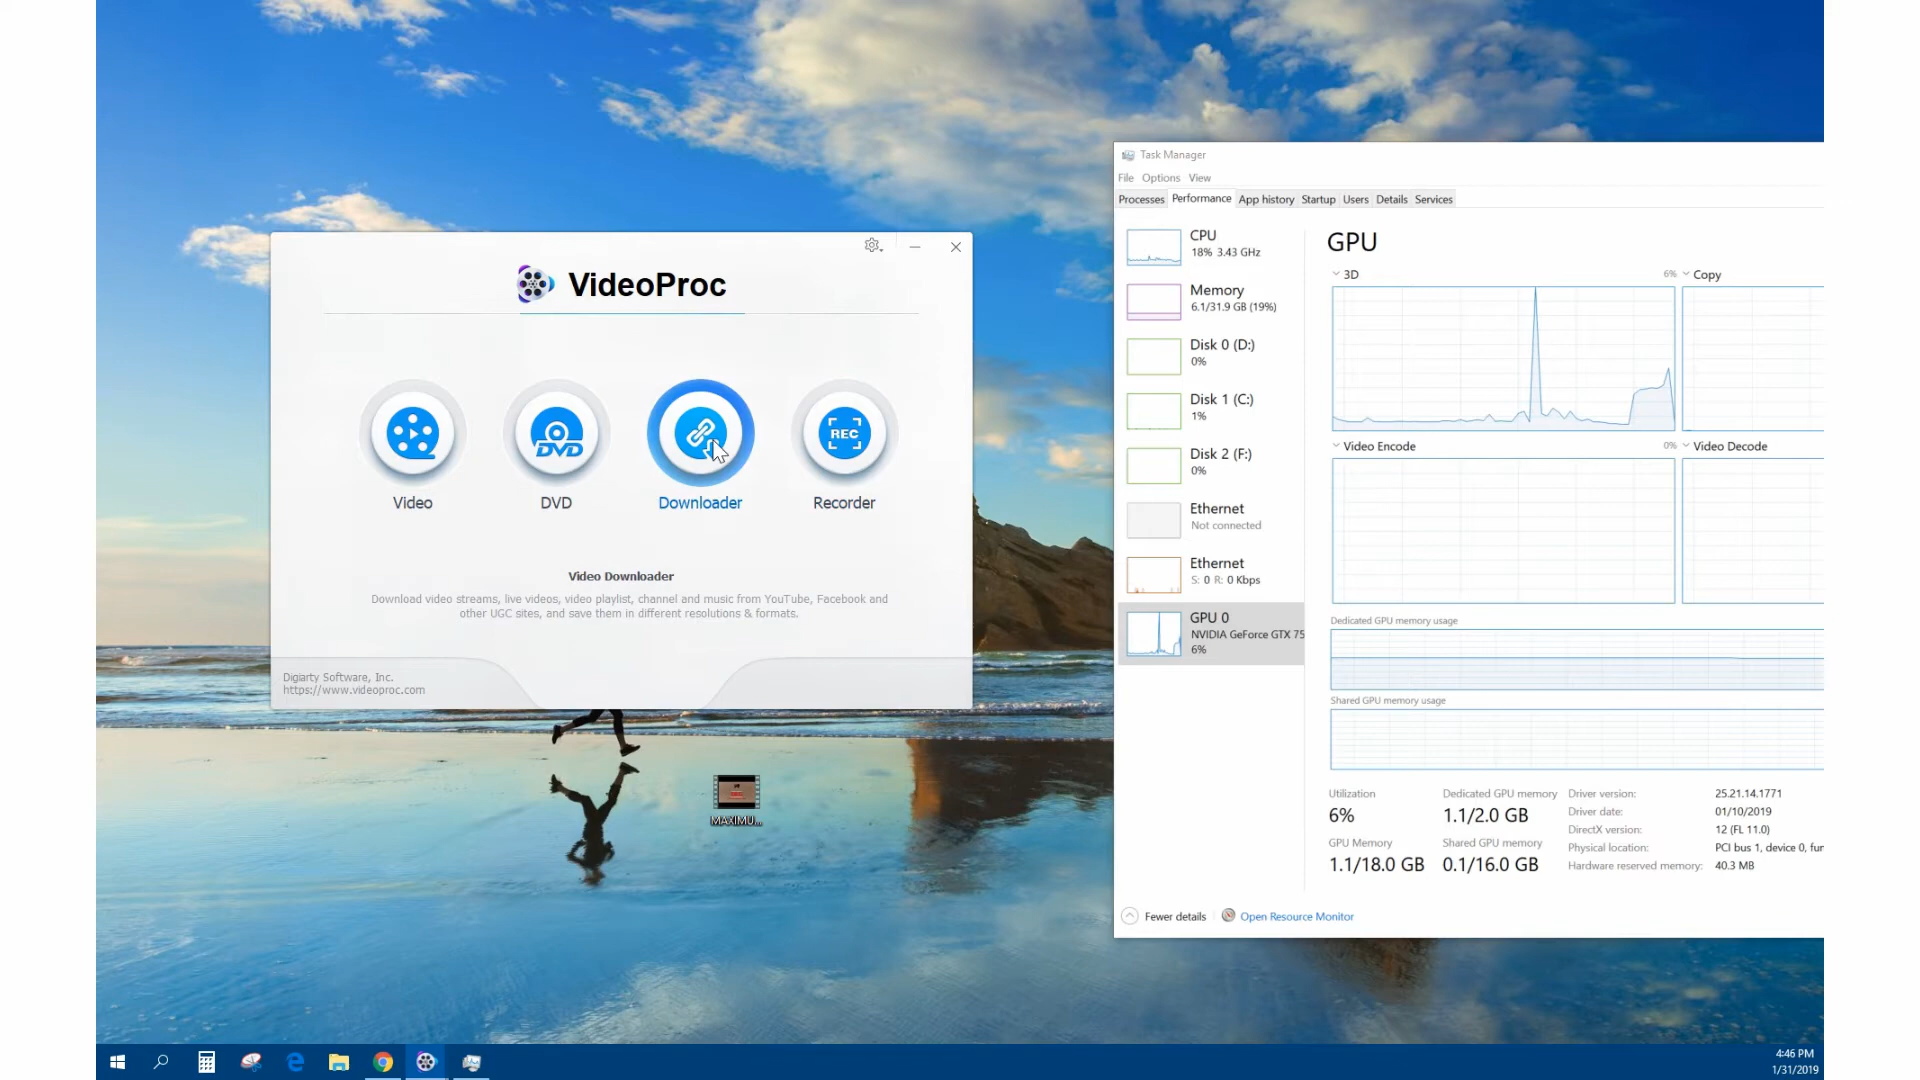 VideoProc
DVD
REC
Video
DVD
Downloader
Recorder
Video Downloader
Download video streams, live videos, video playlist, channel and music from YouTube, Facebook and
other UGC sites, and save them in different resolutions & formats.
Digiarty Software, Inc.
https://www.videoproc.com
MAXIMU...
Task Manager
File Options View
Processes Performance App history Startup Users Details Services
CPU
18% 3.43 GHz
Memory
6.1/31.9 GB (19%)
Disk 0 (D:)
0%
Disk 1 (C:)
1%
Disk 2 (F:)
0%
Ethernet
Not connected
Ethernet
S: 0 R: 0 Kbps
GPU 0
NVIDIA GeForce GTX 75
6%
GPU
3D 6% Copy
Video Encode 0% Video Decode
Dedicated GPU memory usage
Shared GPU memory usage
Utilization
6%
Dedicated GPU memory
1.1/2.0 GB
GPU Memory
1.1/18.0 GB
Shared GPU memory
0.1/16.0 GB
Driver version: 25.21.14.1771
Driver date: 01/10/2019
DirectX version: 12 (FL 11.0)
Physical location: PCI bus 1, device 0, fun
Hardware reserved memory: 40.3 MB
Fewer details Open Resource Monitor
4:46 PM
1/31/2019